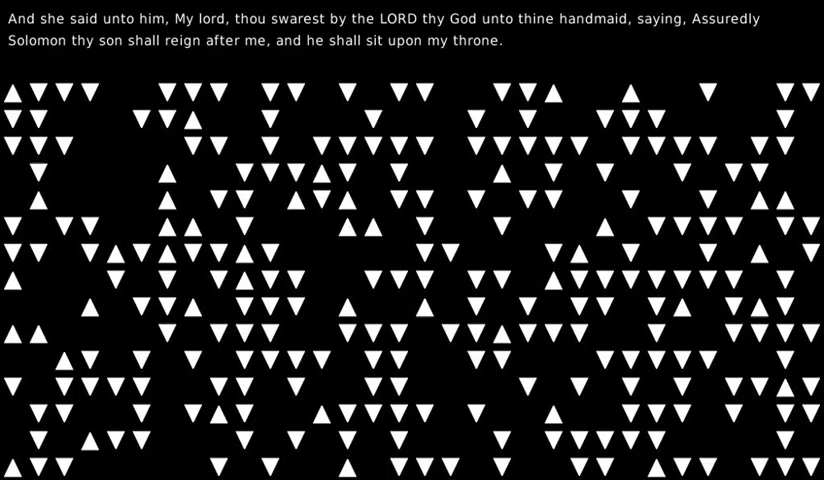 And she said unto him, My lord, thou swarest by the LORD thy God unto thine handmaid, saying, Assuredly
Solomon thy son shall reign after me, and he shall sit upon my throne.